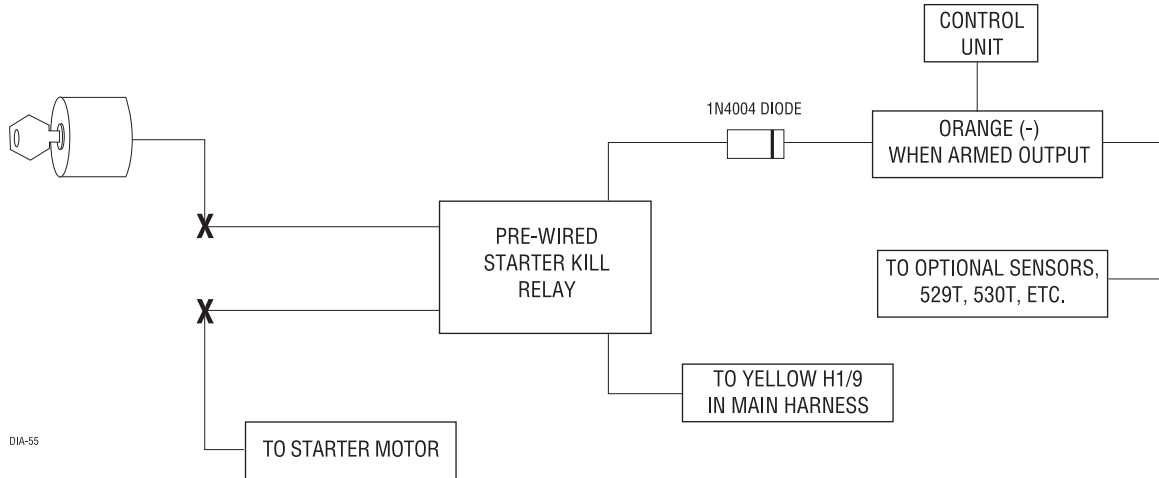 CONTROL
UNIT
1N4004 DIODE
ORANGE (-)
WHEN ARMED OUTPUT
PRE-WIRED
STARTER KILL
RELAY
TO OPTIONAL SENSORS,
529T, 530T, ETC.
TO YELLOW H1/9
IN MAIN HARNESS
DIA-55
TO STARTER MOTOR